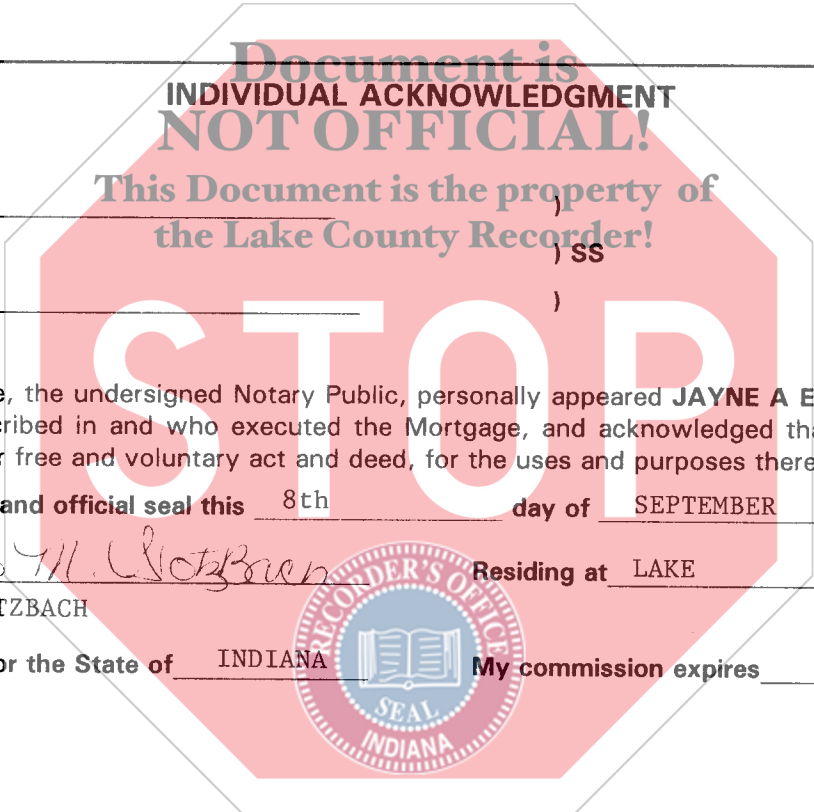 Document is
INDIVIDUAL ACKNOWLEDGMENT
NOT OFFICIAL!
This Document is the property of
)
the Lake County Recorder!
) SS
)
STOP
, the undersigned Notary Public, personally appeared JAYNE A E
cribed in and who executed the Mortgage, and acknowledged tha
r free and voluntary act and deed, for the uses and purposes there
and official seal this 8th day of SEPTEMBER
M. Wotzbach Residing at LAKE
TZBACH
or the State of INDIANA My commission expires
RECORDER'S OFFICE
SEAL
INDIANA